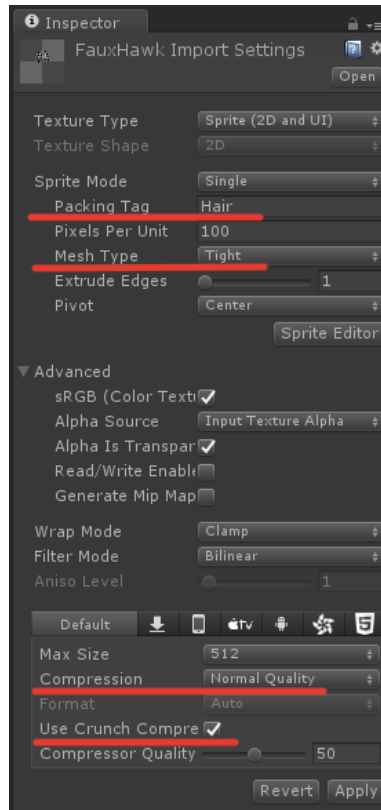 Inspector
FauxHawk Import Settings
Open
Texture Type Sprite (2D and UI)
Texture Shape 2D
Sprite Mode Single
Packing Tag Hair
Pixels Per Unit 100
Mesh Type Tight
Extrude Edges 1
Pivot Center
Sprite Editor
Advanced
sRGB (Color Textu
Alpha Source Input Texture Alpha
Alpha Is Transpar
Read/Write Enable
Generate Mip Map
Wrap Mode Clamp
Filter Mode Bilinear
Aniso Level 1
Default tv 5
Max Size 512
Compression Normal Quality
Format Auto
Use Crunch Compre
Compressor Quality 50
Revert Apply